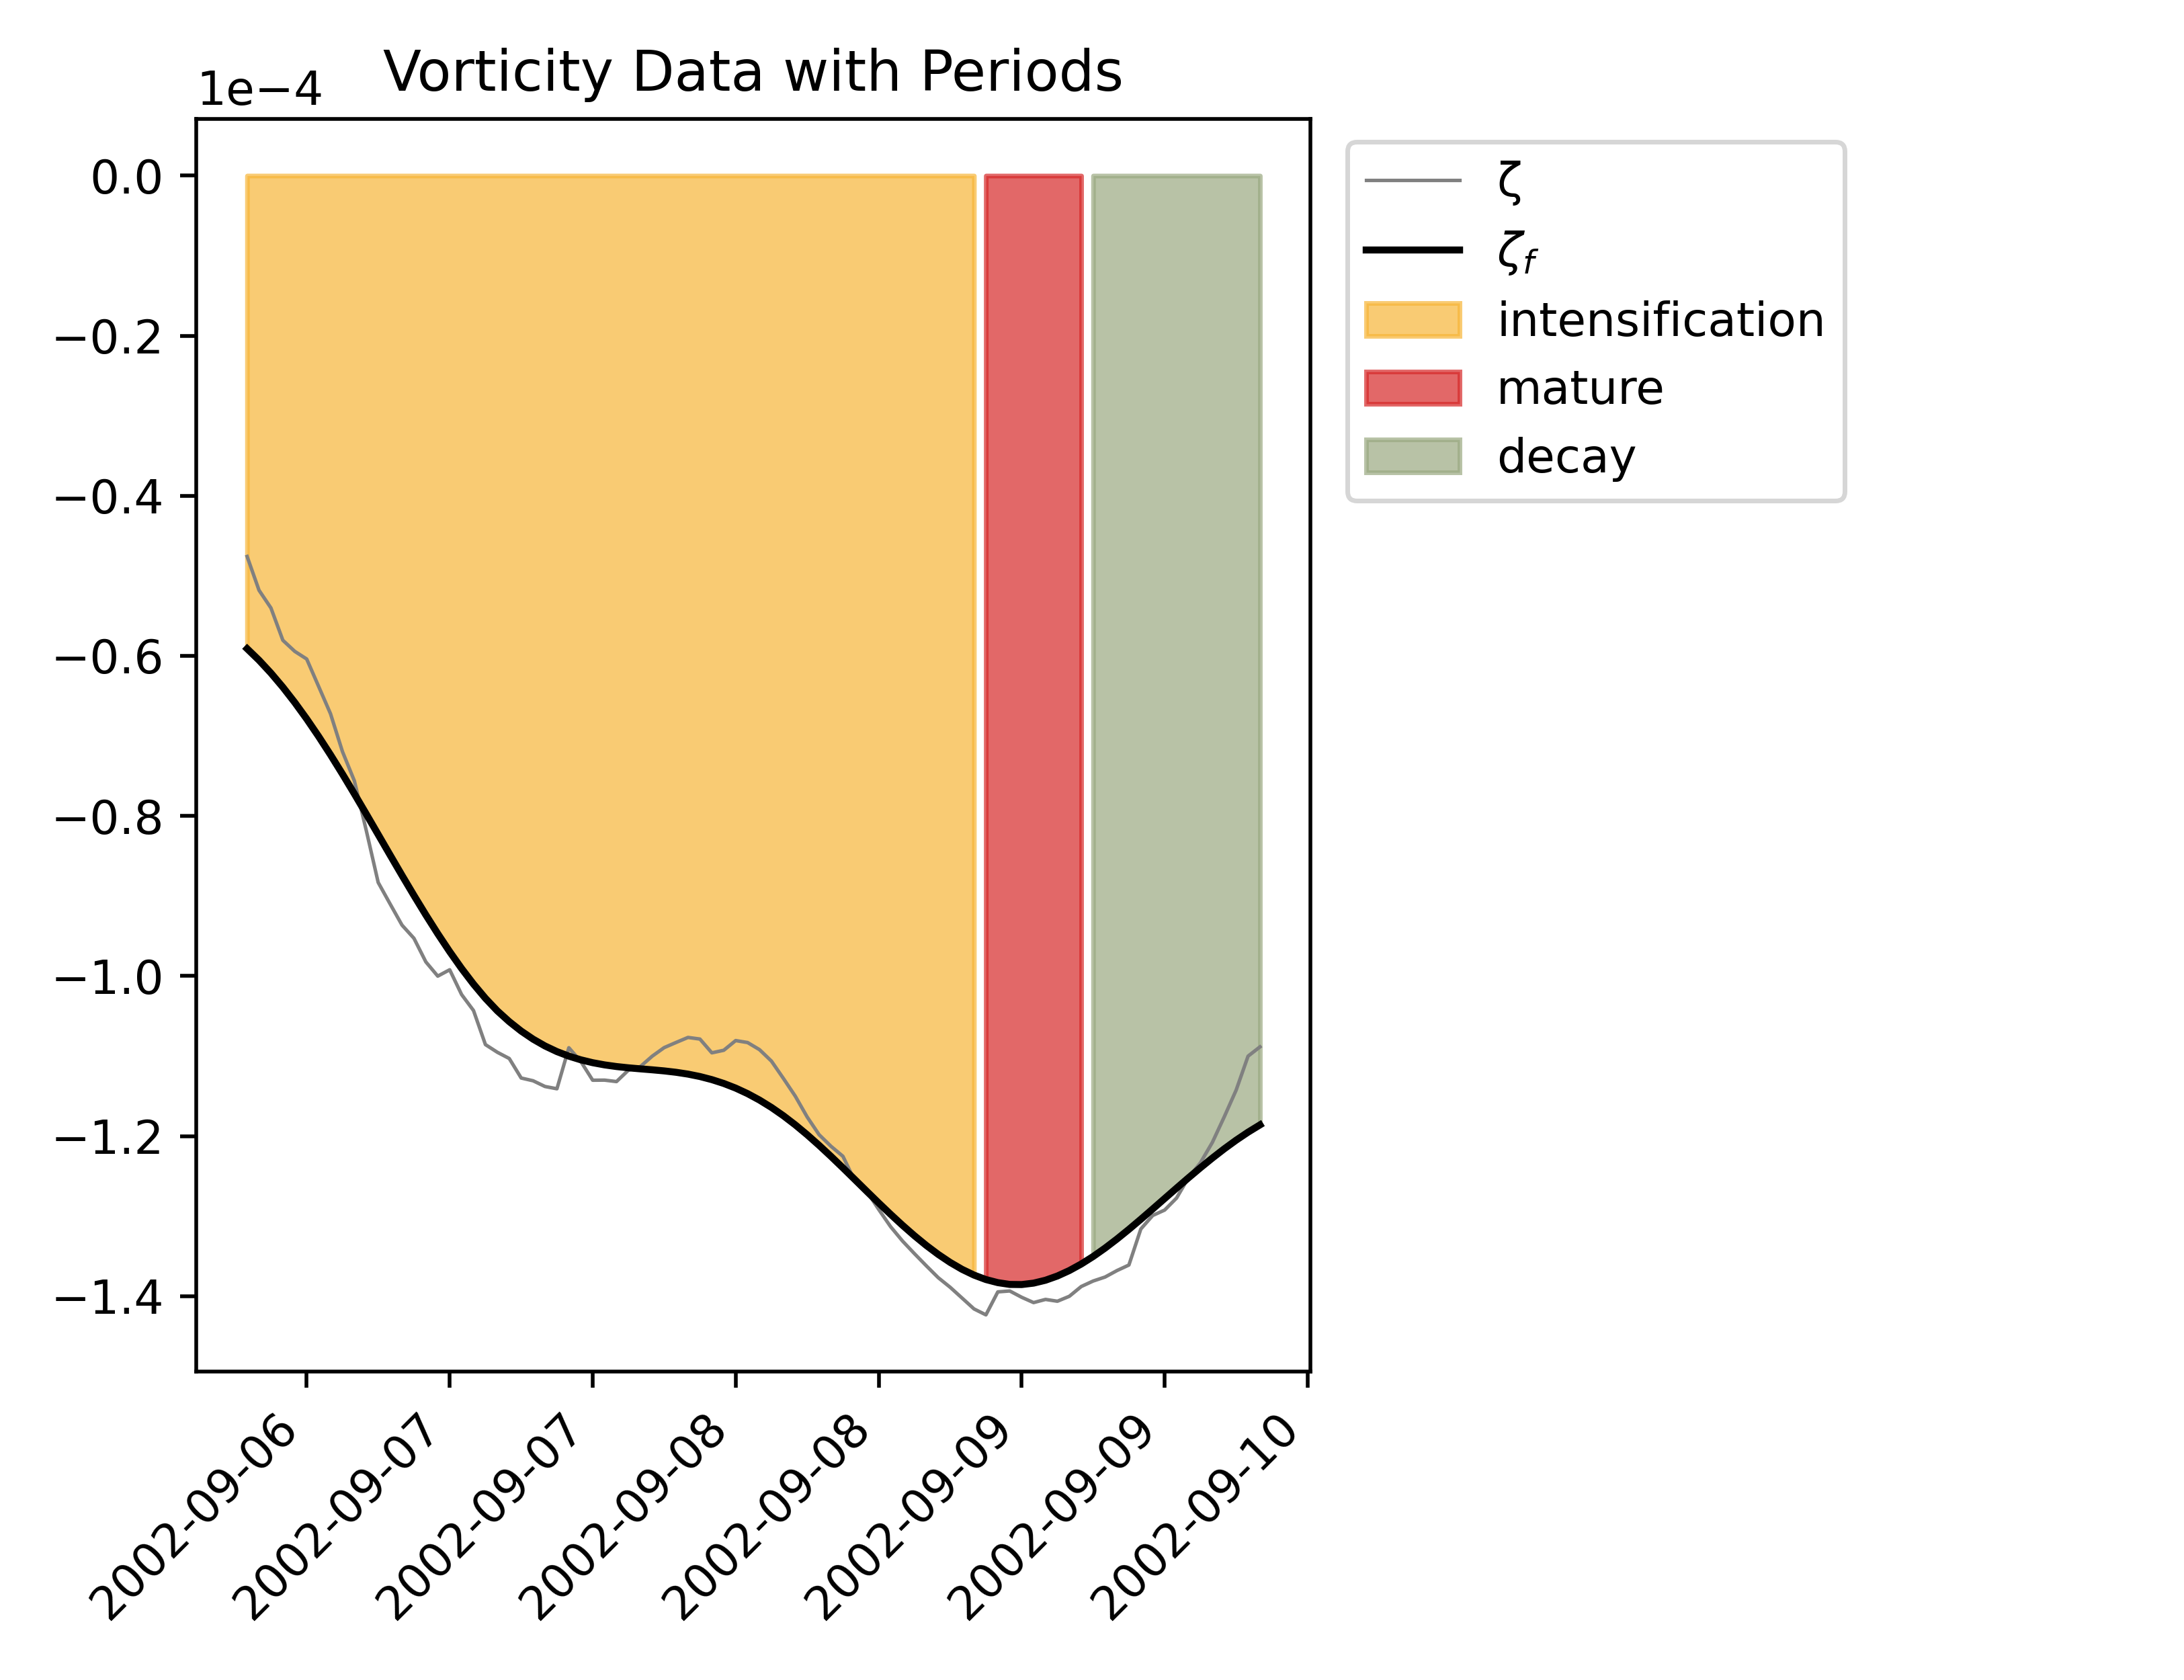 Vorticity Data with Periods
1e−4
0.0
−0.2
−0.4
−0.6
−0.8
−1.0
−1.2
−1.4
2002-09-06
2002-09-07
2002-09-07
2002-09-08
2002-09-08
2002-09-09
2002-09-09
2002-09-10
ζ
ζf
intensification
mature
decay